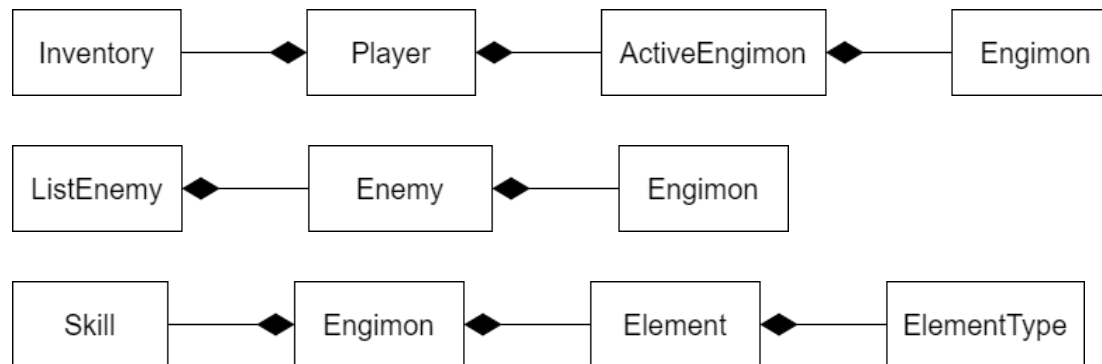 Inventory Player ActiveEngimon Engimon
ListEnemy Enemy Engimon
Skill Engimon Element ElementType